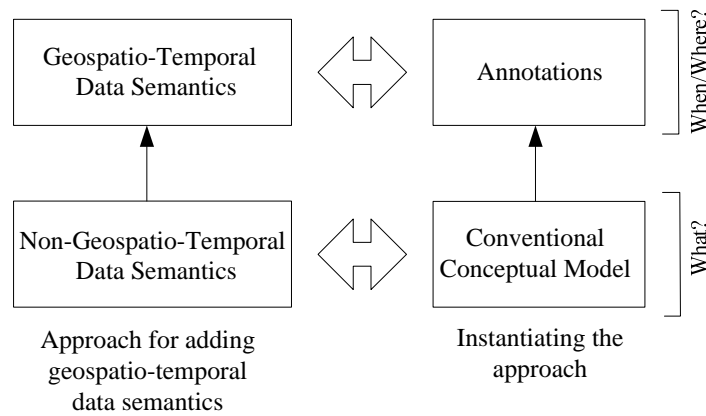 Geospatio-Temporal
Data Semantics
Annotations
When/Where?
Non-Geospatio-Temporal
Data Semantics
Conventional
Conceptual Model
What?
Approach for adding
geospatio-temporal
data semantics
Instantiating the
approach